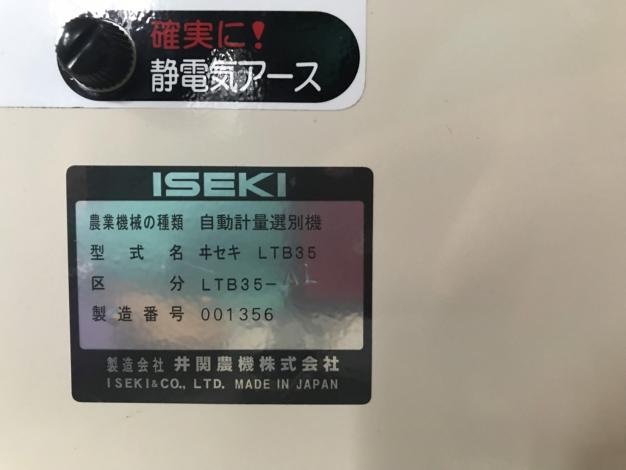 確実に!
静電気アース
ISEKI
農業機械の種類 自動計量選別機
型式名 ヰセキ LTB35
区分 LTB35-AL
製造番号 001356
製造会社 井関農機株式会社
ISEKI&CO., LTD. MADE IN JAPAN